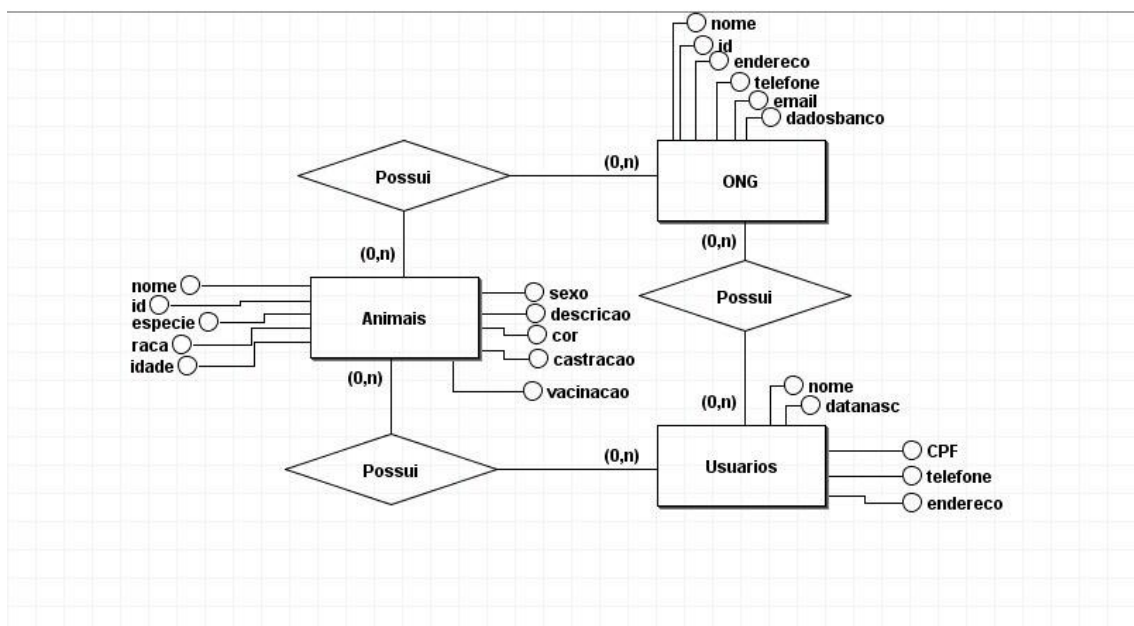 nome
id
endereco
telefone
email
dadosbanco
Possui
(0,n)
ONG
(0,n)
(0,n)
Possui
nome
id
especie
raca
idade
Animais
sexo
descricao
cor
castracao
vacinacao
(0,n)
(0,n)
nome
datanasc
Possui
(0,n)
Usuarios
CPF
telefone
endereco